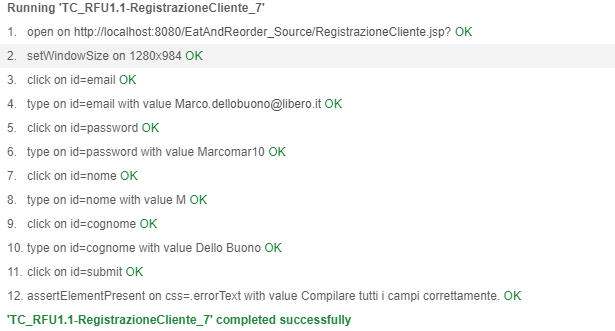 Running 'TC_RFU1.1-RegistrazioneCliente_7'
1. open on http://localhost:8080/EatAndReorder_Source/RegistrazioneCliente.jsp? OK
2. setWindowSize on 1280x984 OK
3. click on id=email OK
4. type on id=email with value Marco.dellobuono@libero.it OK
5. click on id=password OK
6. type on id=password with value Marcomar10 OK
7. click on id=nome OK
8. type on id=nome with value M OK
9. click on id=cognome OK
10. type on id=cognome with value Dello Buono OK
11. click on id=submit OK
12. assertElementPresent on css=.errorText with value Compilare tutti i campi correttamente. OK
'TC_RFU1.1-RegistrazioneCliente_7' completed successfully